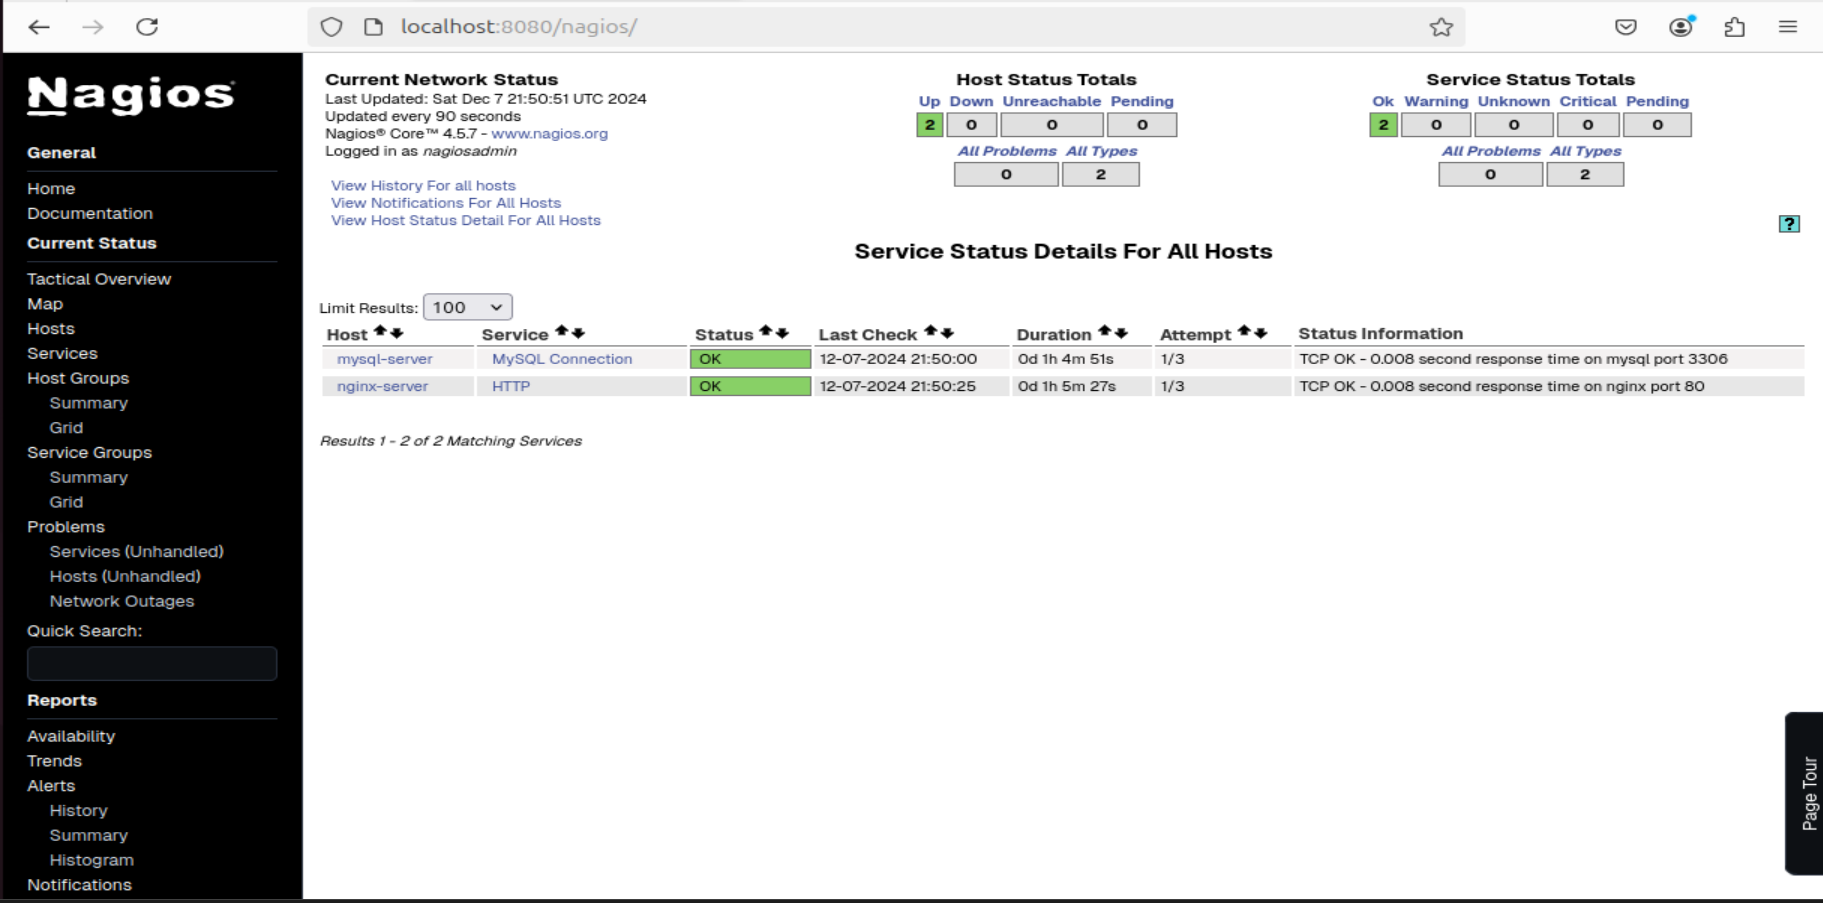 localhost:8080/nagios/
Nagios®
General
Home
Documentation
Current Status
Tactical Overview
Map
Hosts
Services
Host Groups
Summary
Grid
Service Groups
Summary
Grid
Problems
Services (Unhandled)
Hosts (Unhandled)
Network Outages
Quick Search:
Reports
Availability
Trends
Alerts
History
Summary
Histogram
Notifications
Current Network Status
Last Updated: Sat Dec 7 21:50:51 UTC 2024
Updated every 90 seconds
Nagios® Core™ 4.5.7 - www.nagios.org
Logged in as nagiosadmin
View History For all hosts
View Notifications For All Hosts
View Host Status Detail For All Hosts
Host Status Totals
Up Down Unreachable Pending
2 0 0 0
All Problems All Types
0 2
Service Status Totals
Ok Warning Unknown Critical Pending
2 0 0 0 0
All Problems All Types
0 2
?
Service Status Details For All Hosts
Limit Results: 100
Host Service Status Last Check Duration Attempt Status Information
mysql-server MySQL Connection OK 12-07-2024 21:50:00 0d 1h 4m 51s 1/3 TCP OK - 0.008 second response time on mysql port 3306
nginx-server HTTP OK 12-07-2024 21:50:25 0d 1h 5m 27s 1/3 TCP OK - 0.008 second response time on nginx port 80
Results 1 - 2 of 2 Matching Services
Page Tour